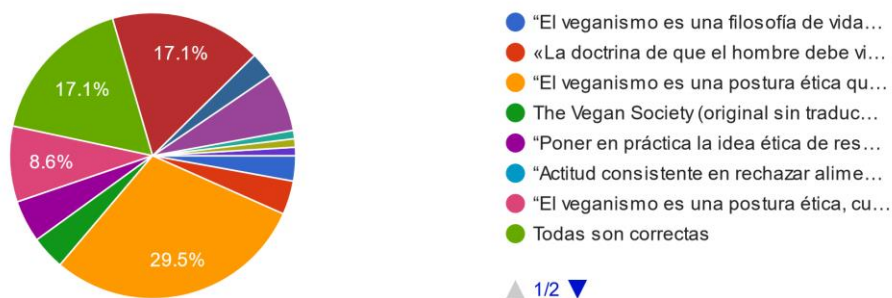 17.1%
17.1%
8.6%
29.5%
“El veganismo es una filosofía de vida…
«La doctrina de que el hombre debe vi…
“El veganismo es una postura ética qu…
The Vegan Society (original sin traduc…
“Poner en práctica la idea ética de res…
“Actitud consistente en rechazar alime…
“El veganismo es una postura ética, cu…
Todas son correctas
1/2